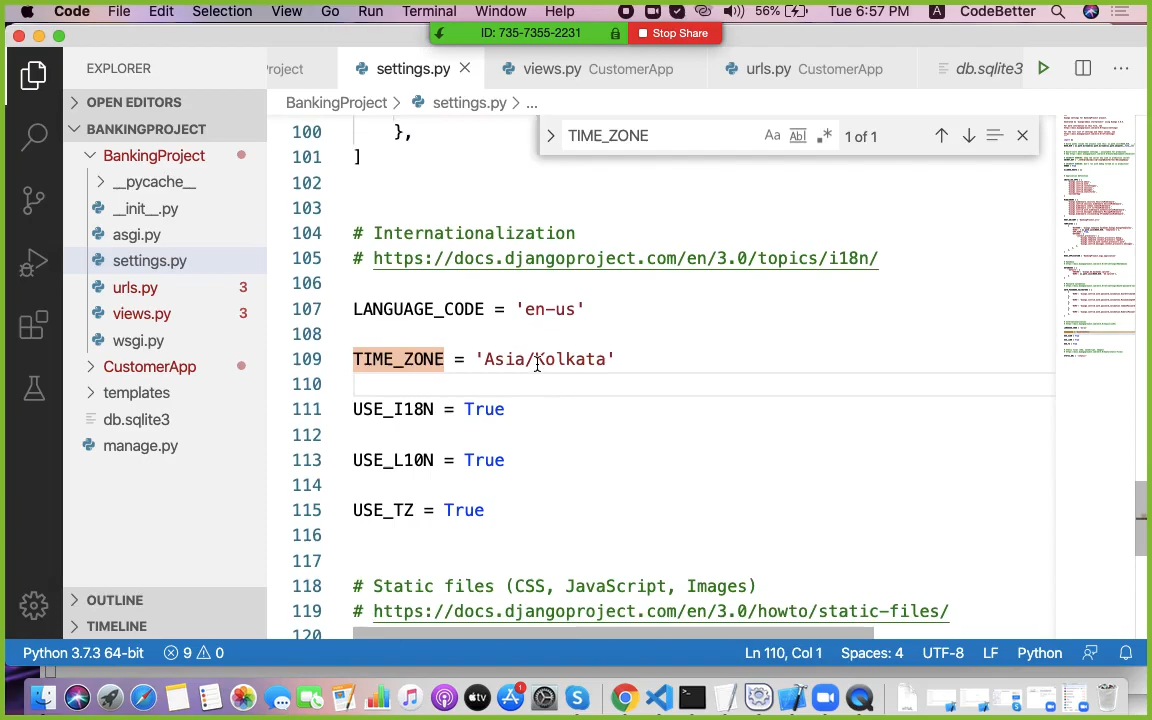 Code File Edit Selection View Go Run Terminal Window Help 56% Tue 6:57 PM A CodeBetter
ID: 735-7355-2231 Stop Share
EXPLORER
roject settings.py views.py CustomerApp urls.py CustomerApp db.sqlite3
OPEN EDITORS
BankingProject > settings.py > ...
BANKINGPROJECT
BankingProject
__pycache__
__init__.py
asgi.py
settings.py
urls.py 3
views.py 3
wsgi.py
CustomerApp
templates
db.sqlite3
manage.py
OUTLINE
TIMELINE
TIME_ZONE Aa Abl .* 1 of 1
100 },
101 ]
102
103
104 # Internationalization
105 # https://docs.djangoproject.com/en/3.0/topics/i18n/
106
107 LANGUAGE_CODE = 'en-us'
108
109 TIME_ZONE = 'Asia/Kolkata'
110
111 USE_I18N = True
112
113 USE_L10N = True
114
115 USE_TZ = True
116
117
118 # Static files (CSS, JavaScript, Images)
119 # https://docs.djangoproject.com/en/3.0/howto/static-files/
120
Python 3.7.3 64-bit 9 0 Ln 110, Col 1 Spaces: 4 UTF-8 LF Python